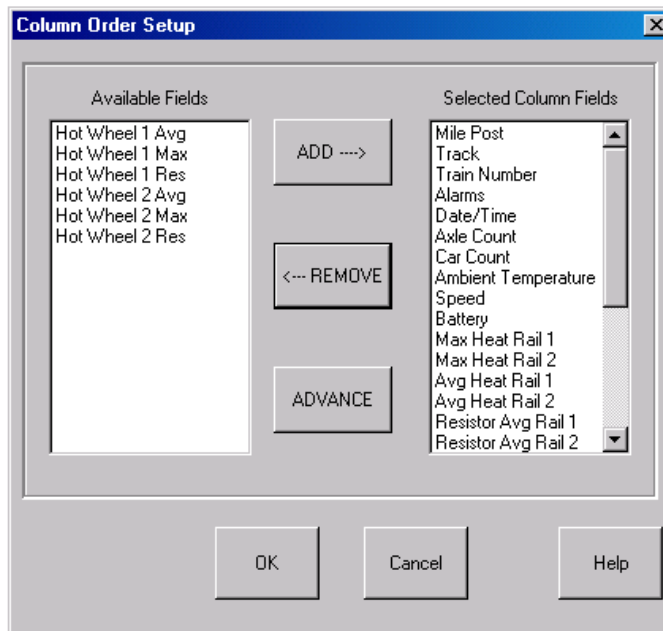 Column Order Setup
Available Fields
Hot Wheel 1 Avg
Hot Wheel 1 Max
Hot Wheel 1 Res
Hot Wheel 2 Avg
Hot Wheel 2 Max
Hot Wheel 2 Res
ADD ---->
<--- REMOVE
ADVANCE
Selected Column Fields
Mile Post
Track
Train Number
Alarms
Date/Time
Axle Count
Car Count
Ambient Temperature
Speed
Battery
Max Heat Rail 1
Max Heat Rail 2
Avg Heat Rail 1
Avg Heat Rail 2
Resistor Avg Rail 1
Resistor Avg Rail 2
OK
Cancel
Help